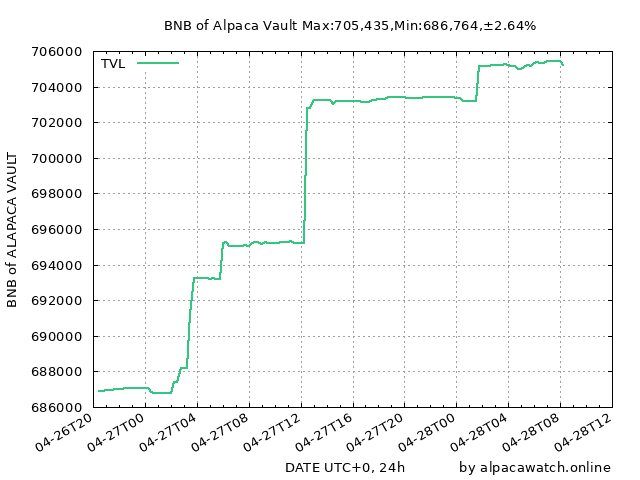 BNB of Alpaca Vault Max:705,435,Min:686,764,±2.64%
TVL
BNB of ALAPACA VAULT
706000
704000
702000
700000
698000
696000
694000
692000
690000
688000
686000
04-26T20
04-27T00
04-27T04
04-27T08
04-27T12
04-27T16
04-27T20
04-28T00
04-28T04
04-28T08
04-28T12
DATE UTC+0, 24h
by alpacawatch.online